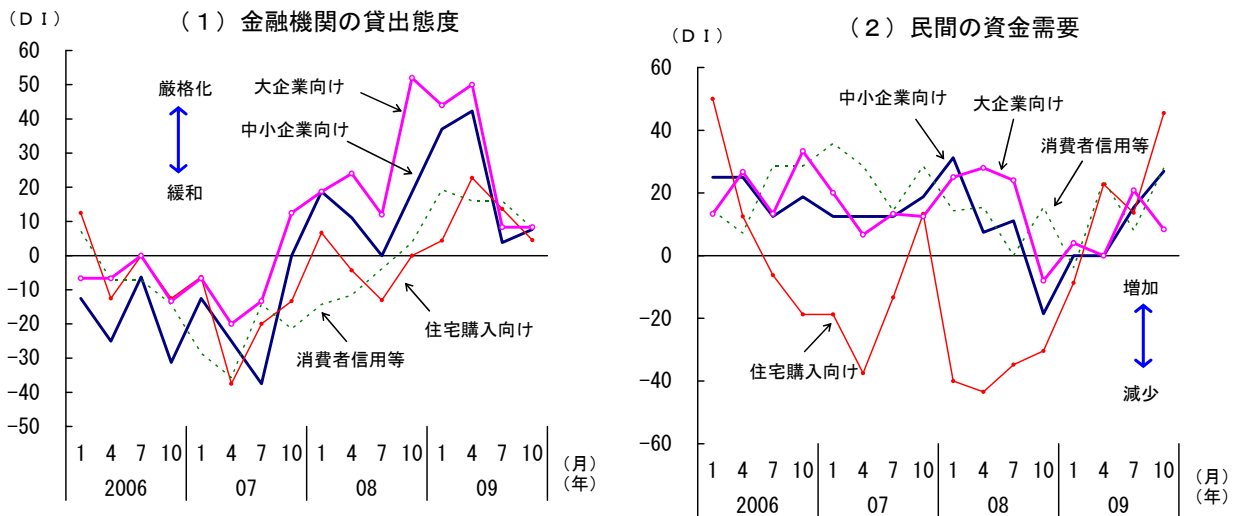 （１）金融機関の貸出態度
（ＤＩ）
60
50
40
30
20
10
0
−10
−20
−30
−40
−50
厳格化
緩和
大企業向け
中小企業向け
住宅購入向け
消費者信用等
1 4 7 10 1 4 7 10 1 4 7 10 1 4 7 10 （月）
2006 07 08 09 （年）
（２）民間の資金需要
（ＤＩ）
60
40
20
0
−20
−40
−60
中小企業向け
大企業向け
消費者信用等
住宅購入向け
増加
減少
1 4 7 10 1 4 7 10 1 4 7 10 1 4 7 10 （月）
2006 07 08 09 （年）